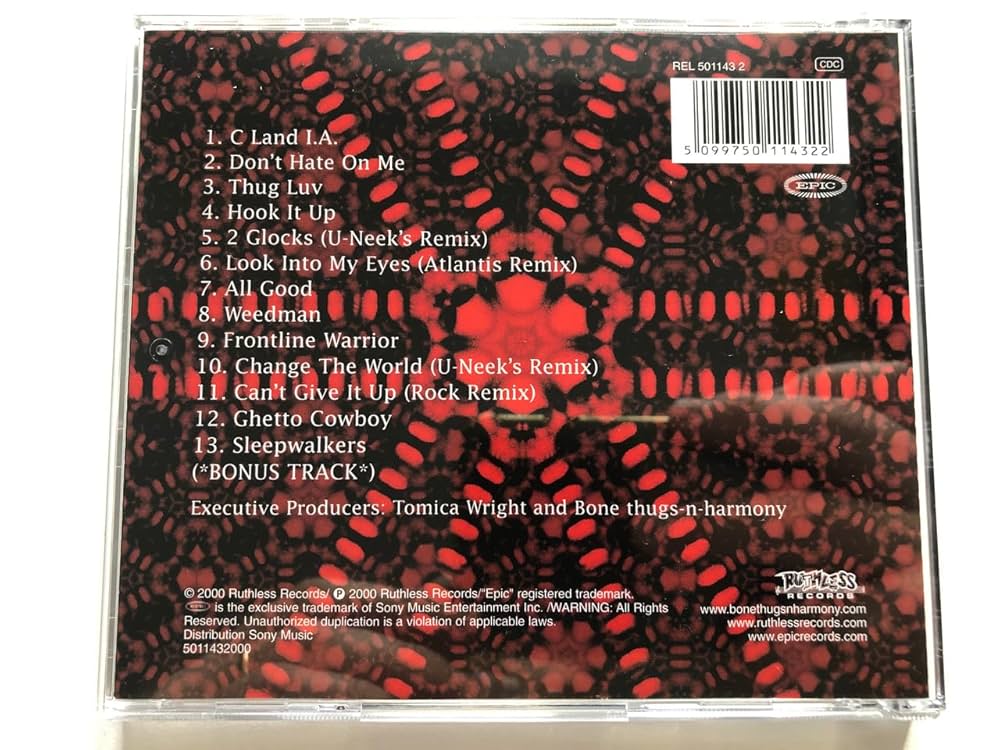 REL 501143 2
CDC
5 099750 114322
EPIC
1. C Land I.A.
2. Don't Hate On Me
3. Thug Luv
4. Hook It Up
5. 2 Glocks (U-Neek's Remix)
6. Look Into My Eyes (Atlantis Remix)
7. All Good
8. Weedman
9. Frontline Warrior
10. Change The World (U-Neek's Remix)
11. Can't Give It Up (Rock Remix)
12. Ghetto Cowboy
13. Sleepwalkers
(*BONUS TRACK*)
Executive Producers: Tomica Wright and Bone thugs-n-harmony
© 2000 Ruthless Records/ ℗ 2000 Ruthless Records/"Epic" registered trademark.
EPIC is the exclusive trademark of Sony Music Entertainment Inc. /WARNING: All Rights
Reserved. Unauthorized duplication is a violation of applicable laws.
Distribution Sony Music
5011432000
RUTHLESS
RECORDS
www.bonethugsnharmony.com
www.ruthlessrecords.com
www.epicrecords.com